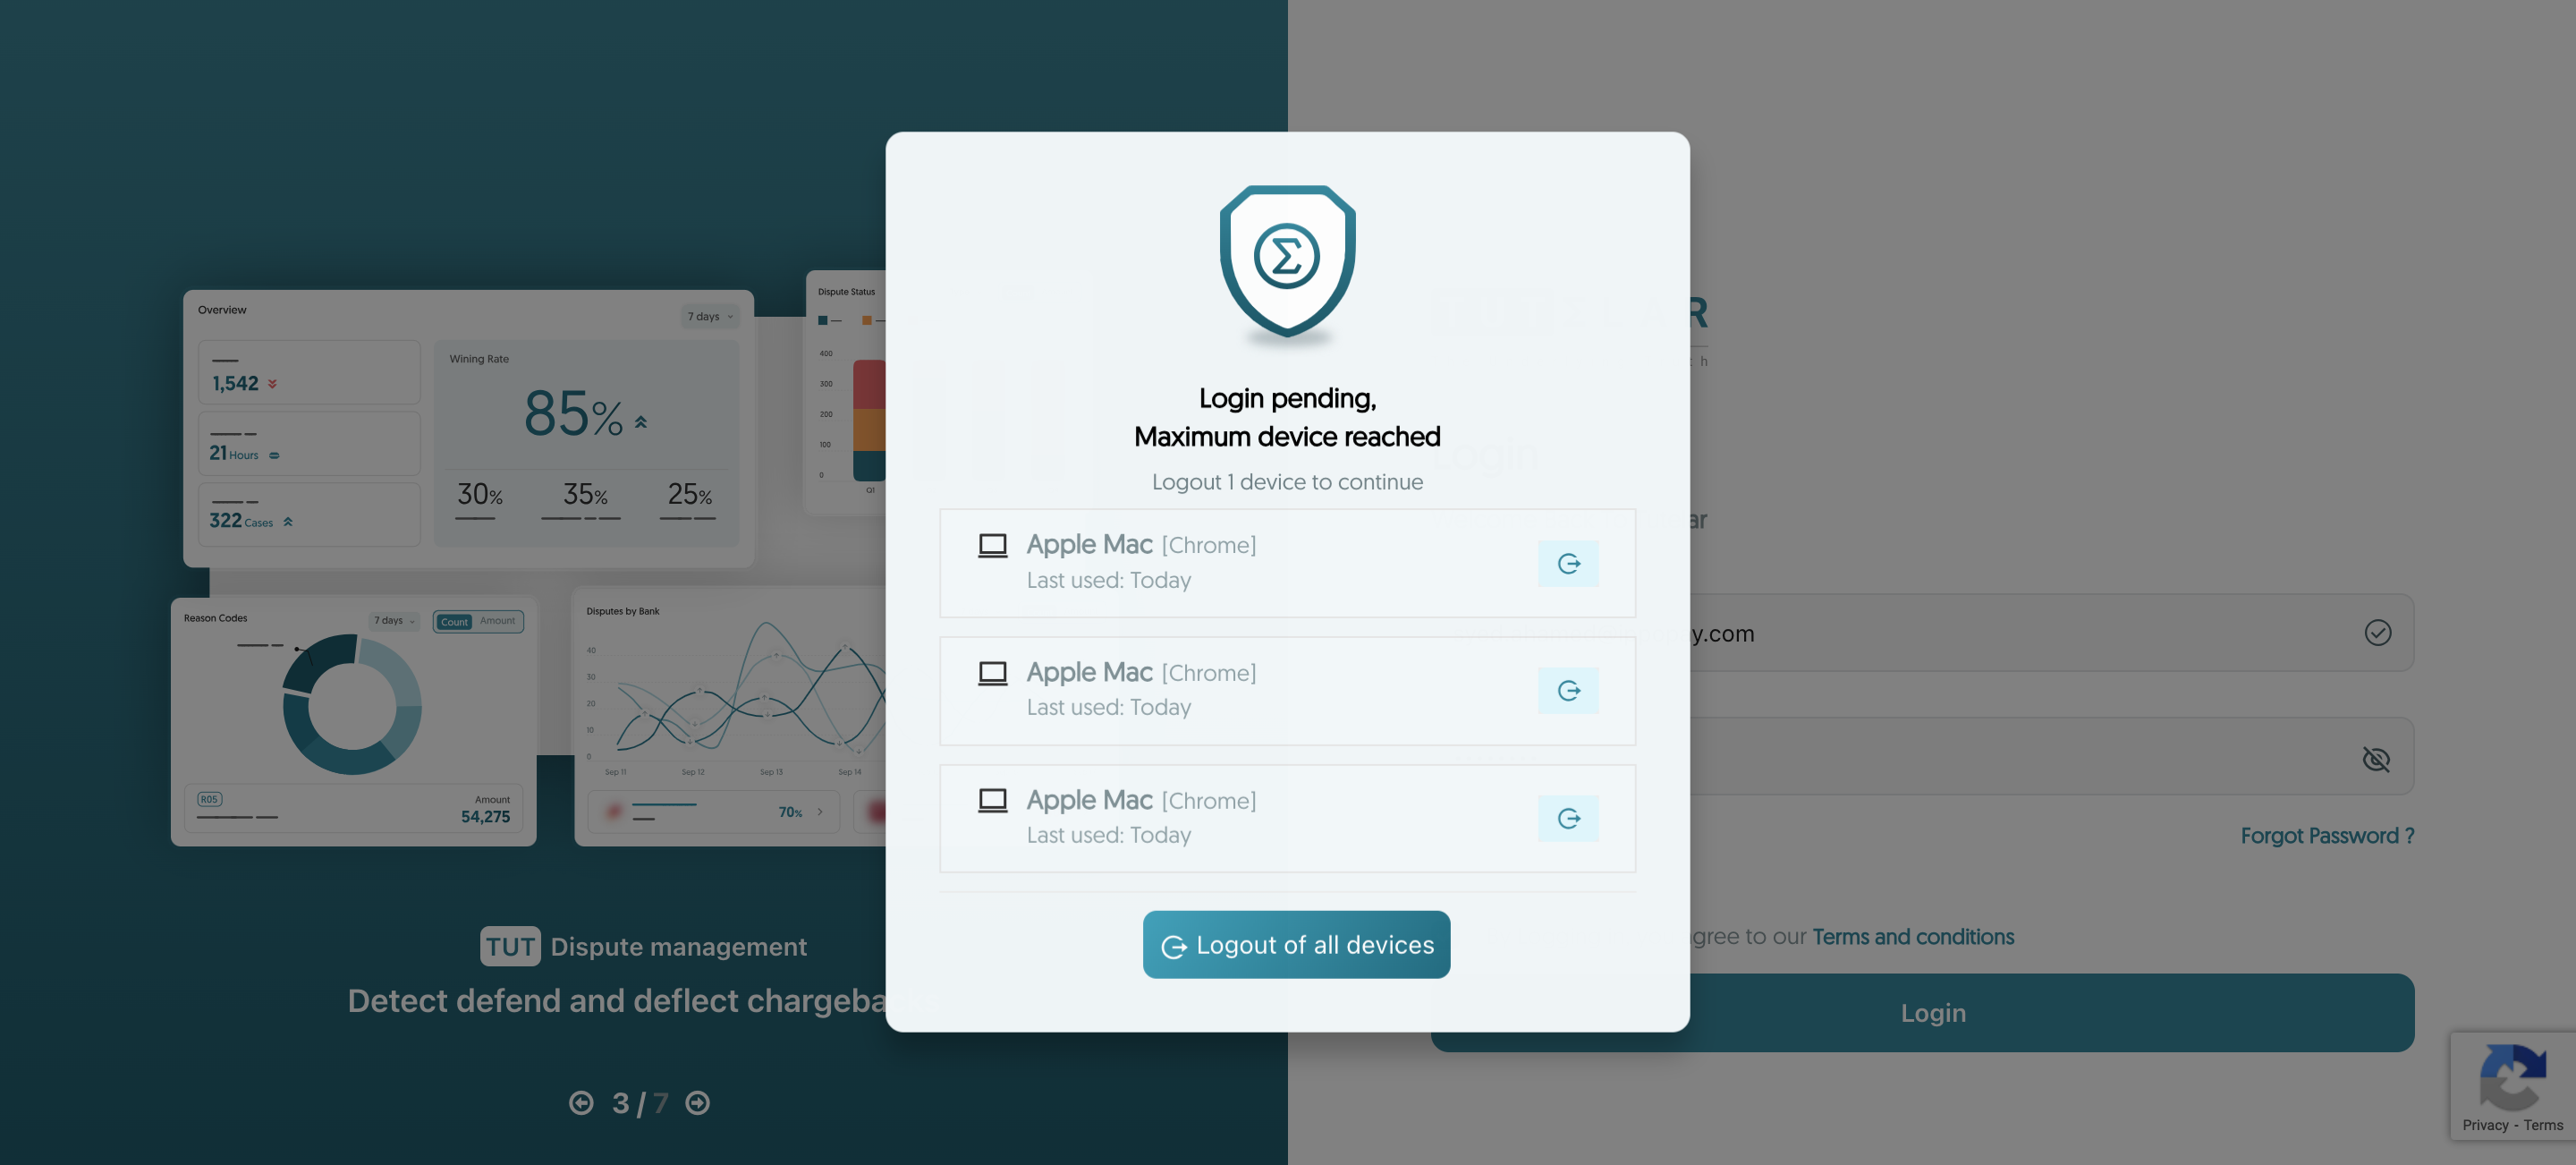 Overview
7 days
1,542
21 Hours
322 Cases
Wining Rate
85%
30% 35% 25%
Dispute Status
400
300
200
100
0
Q1
Reason Codes
7 days
Count Amount
R05
Amount
54,275
Disputes by Bank
40
30
20
10
0
Sep 11 Sep 12 Sep 13 Sep 14
70%
TUT Dispute management
Detect defend and deflect chargebacks
3 / 7
Σ
Login pending,
Maximum device reached
Logout 1 device to continue
Apple Mac [Chrome]
Last used: Today
Apple Mac [Chrome]
Last used: Today
Apple Mac [Chrome]
Last used: Today
Logout of all devices
R
h
Login
ar
y.com
Forgot Password ?
gree to our Terms and conditions
Login
Privacy - Terms